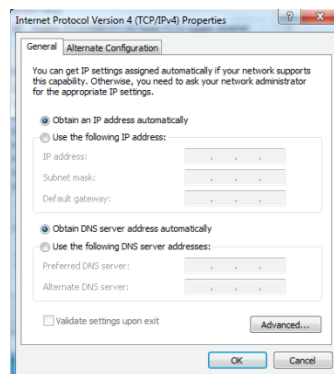 Internet Protocol Version 4 (TCP/IPv4) Properties
General
Alternate Configuration
You can get IP settings assigned automatically if your network supports
this capability. Otherwise, you need to ask your network administrator
for the appropriate IP settings.
Obtain an IP address automatically
Use the following IP address:
IP address:
Subnet mask:
Default gateway:
Obtain DNS server address automatically
Use the following DNS server addresses:
Preferred DNS server:
Alternate DNS server:
Validate settings upon exit
Advanced...
OK
Cancel